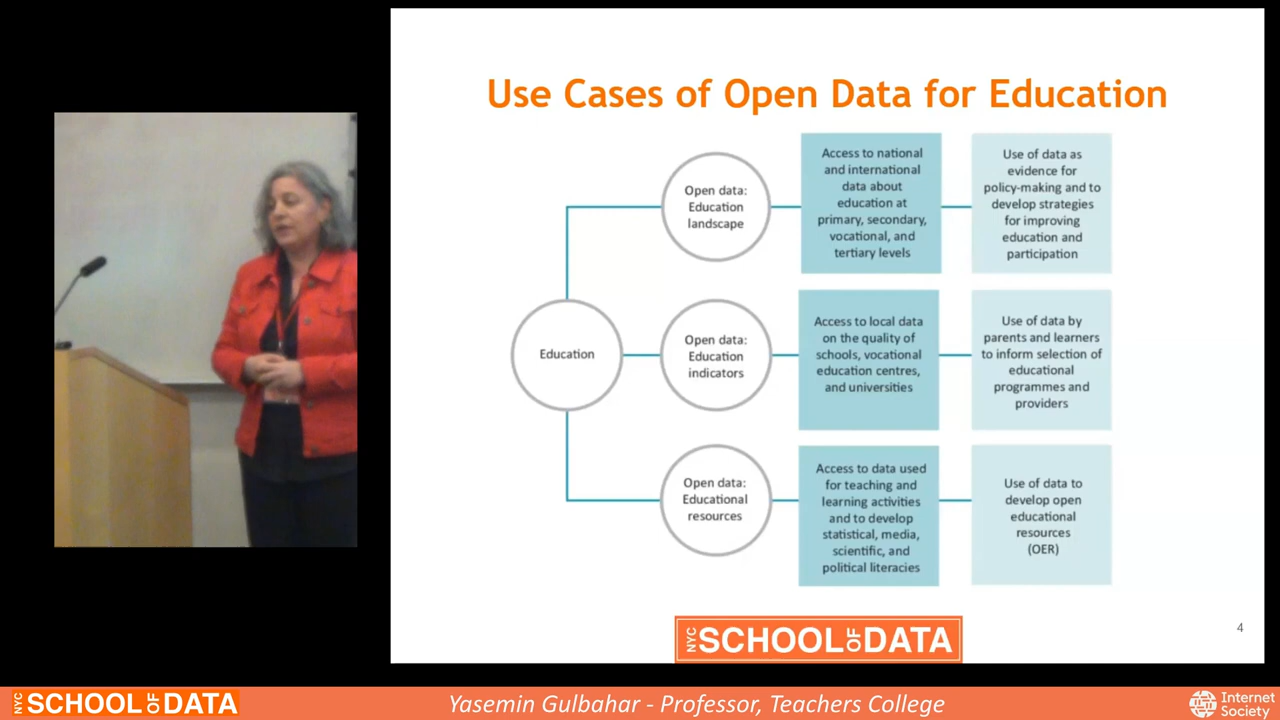 Use Cases of Open Data for Education
Education
Open data:
Education
landscape
Access to national
and international
data about
education at
primary, secondary,
vocational, and
tertiary levels
Use of data as
evidence for
policy-making and to
develop strategies
for improving
education and
participation
Open data:
Education
indicators
Access to local data
on the quality of
schools, vocational
education centres,
and universities
Use of data by
parents and learners
to inform selection of
educational
programmes and
providers
Open data:
Educational
resources
Access to data used
for teaching and
learning activities
and to develop
statistical, media,
scientific, and
political literacies
Use of data to
develop open
educational
resources
(OER)
NYC SCHOOL OF DATA
4
NYC SCHOOL OF DATA
Yasemin Gulbahar - Professor, Teachers College
Internet
Society